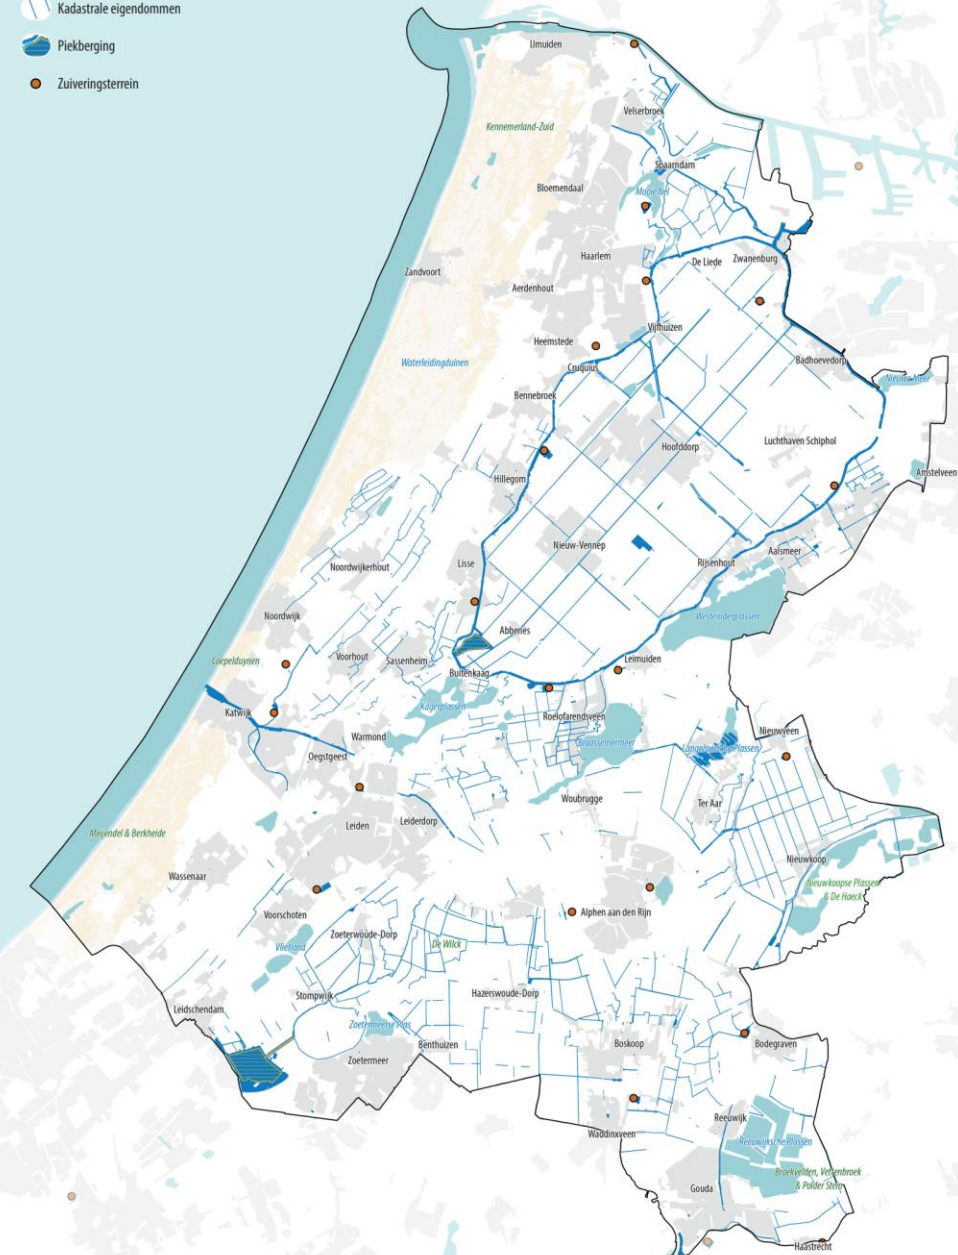 Kadastrale eigendommen
Piekberging
Zuiveringsterrein
IJmuiden
Velserbroek
Kennemerland-Zuid
Spaarndam
Bloemendaal
Mooie Nel
Haarlem
De Liede
Zwanenburg
Zandvoort
Aerdenhout
Vijfhuizen
Heemstede
Badhoevedorp
Waterleidingduinen
Cruquius
Nieuwe Meer
Bennebroek
Luchthaven Schiphol
Hoofddorp
Amstelveen
Hillegom
Nieuw-Vennep
Aalsmeer
Lisse
Rijsenhout
Noordwijkerhout
Noordwijk
Westeinderplassen
Abbenes
Voorhout
Sassenheim
Leimuiden
Coepelduynen
Buitenkaag
Kagerplassen
Katwijk
Roelofarendsveen
Nieuwveen
Warmond
Braassemermeer
Langeraarse Plassen
Oegstgeest
Woubrugge
Ter Aar
Leiderdorp
Leiden
Meijendel & Berkheide
Nieuwkoop
Wassenaar
Nieuwkoopse Plassen
& De Haeck
Voorschoten
Alphen aan den Rijn
Zoeterwoude-Dorp
Vlietland
De Wilck
Stompwijk
Hazerswoude-Dorp
Leidschendam
Zoetermeerse Plas
Benthuizen
Boskoop
Bodegraven
Zoetermeer
Reeuwijk
Waddinxveen
Reeuwijksche Plassen
Broekvelden, Vettenbroek
& Polder Stein
Gouda
Haastrecht